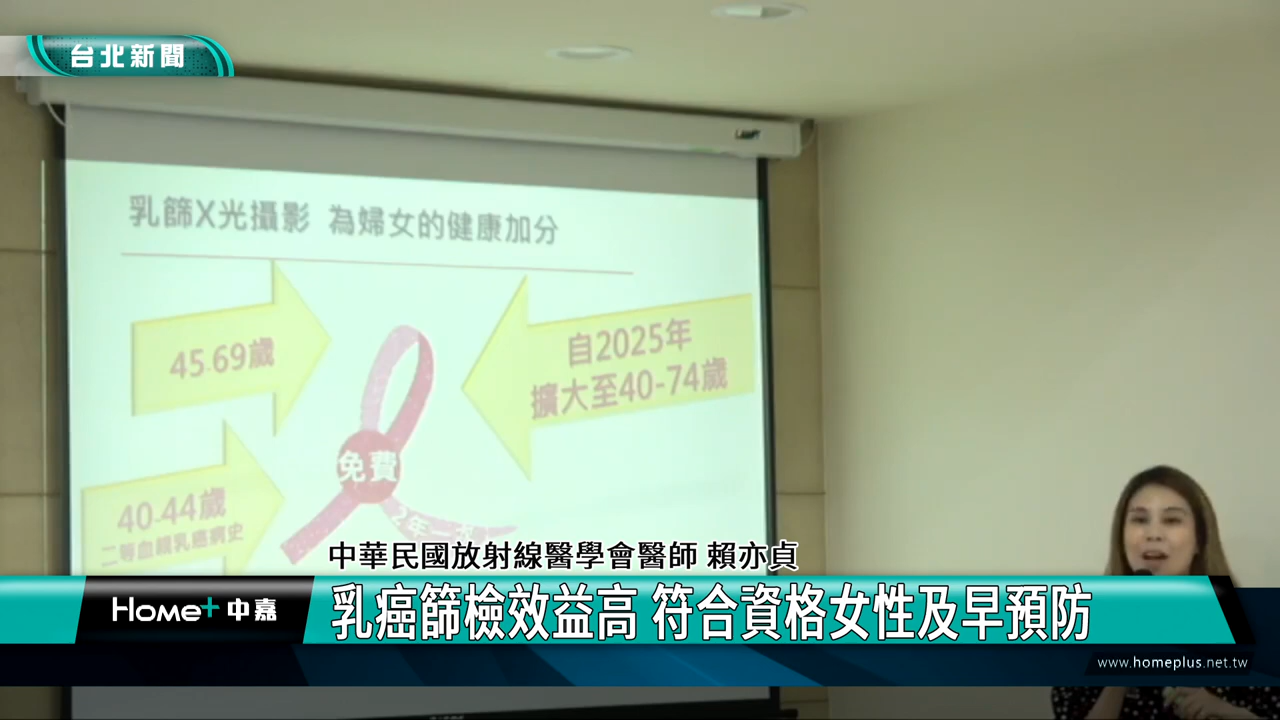 台北新聞
乳篩X光攝影 為婦女的健康加分
45-69歲
自2025年
擴大至40-74歲
免費
40-44歲
二等血親乳癌病史
2年一次
中華民國放射線醫學會醫師 賴亦貞
Home+中嘉
乳癌篩檢效益高 符合資格女性及早預防
www.homeplus.net.tw